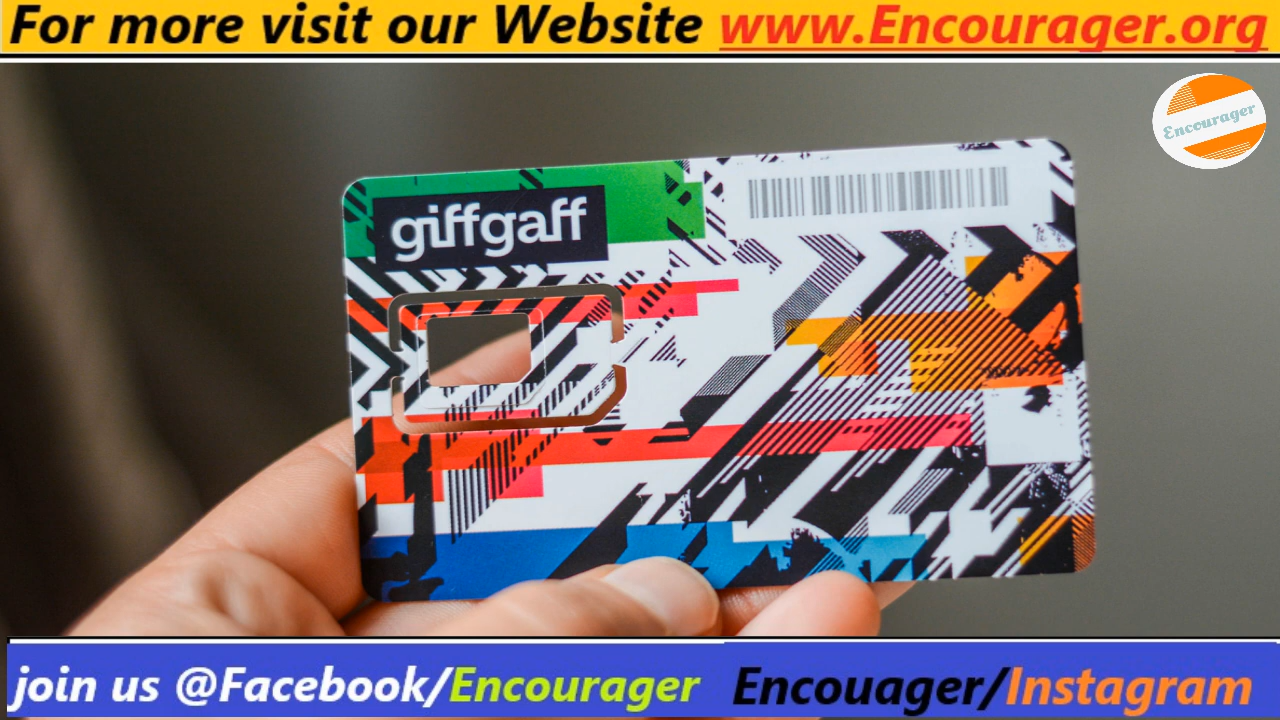 For more visit our Website www.Encourager.org
Encourager
giffgaff
join us @Facebook/Encourager Encouager/Instagram